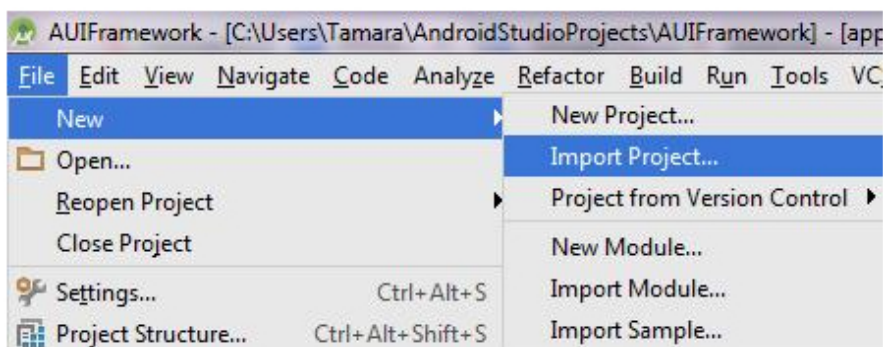 AUIFramework - [C:\Users\Tamara\AndroidStudioProjects\AUIFramework] - [app
File Edit View Navigate Code Analyze Refactor Build Run Tools VC
New
Open...
Reopen Project
Close Project
Settings... Ctrl+Alt+S
Project Structure... Ctrl+Alt+Shift+S
New Project...
Import Project...
Project from Version Control
New Module...
Import Module...
Import Sample...